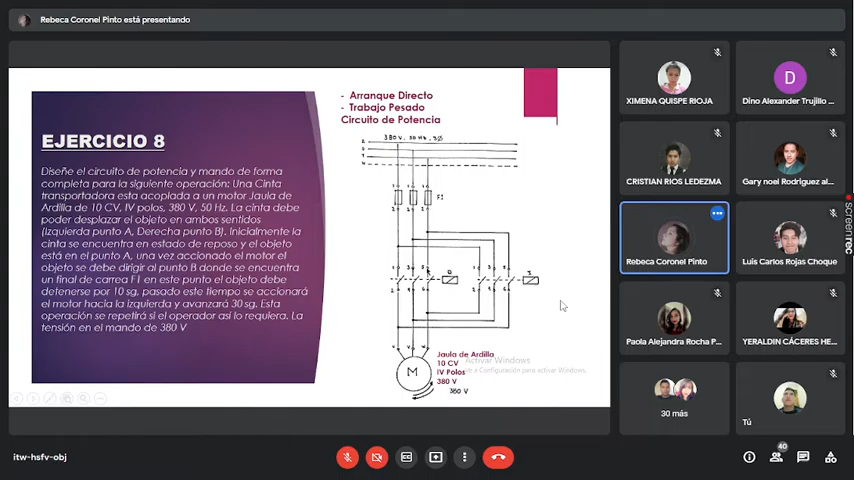 Rebeca Coronel Pinto está presentando
- Arranque Directo
- Trabajo Pesado
Circuito de Potencia
EJERCICIO 8
Diseñe el circuito de potencia y mando de forma
completa para la siguiente operación: Una Cinta
transportadora esta acoplada a un motor Jaula de
Ardilla de 10 CV, IV polos, 380 V, 50 Hz. La cinta debe
poder desplazar el objeto en ambos sentidos
(Izquierda punto A, Derecha punto B). Inicialmente la
cinta se encuentra en estado de reposo y el objeto
está en el punto A, una vez accionado el motor el
objeto se debe dirigir al punto B donde se encuentra
un final de carrea F1 en este punto el objeto debe
defenerse por 10 sg, pasado este tiempo se accionará
el motor hacia la izquierda y avanzará 30 sg. Esta
operación se repetirá si el operador así lo requiera. La
tensión en el mando de 380 V
F1
M
Jaula de Ardilla
10 CV
IV Polos
380 V
Activar Windows
Ve a Configuración para activar Windows.
XIMENA QUISPE RIOJA
D
Dino Alexander Trujillo ...
CRISTIAN RIOS LEDEZMA
Gary noel Rodriguez al...
Rebeca Coronel Pinto
Luis Carlos Rojas Choque
Paola Alejandra Rocha P...
YERALDIN CÁCERES HE...
30 más
Tú
itw-hsfv-obj
40
screenrec